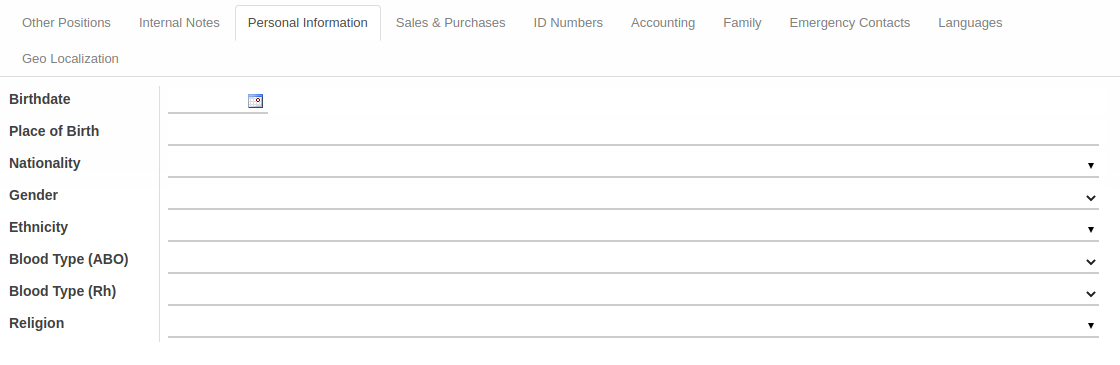 Other Positions Internal Notes Personal Information Sales & Purchases ID Numbers Accounting Family Emergency Contacts Languages
Geo Localization
Birthdate
Place of Birth
Nationality
Gender
Ethnicity
Blood Type (ABO)
Blood Type (Rh)
Religion